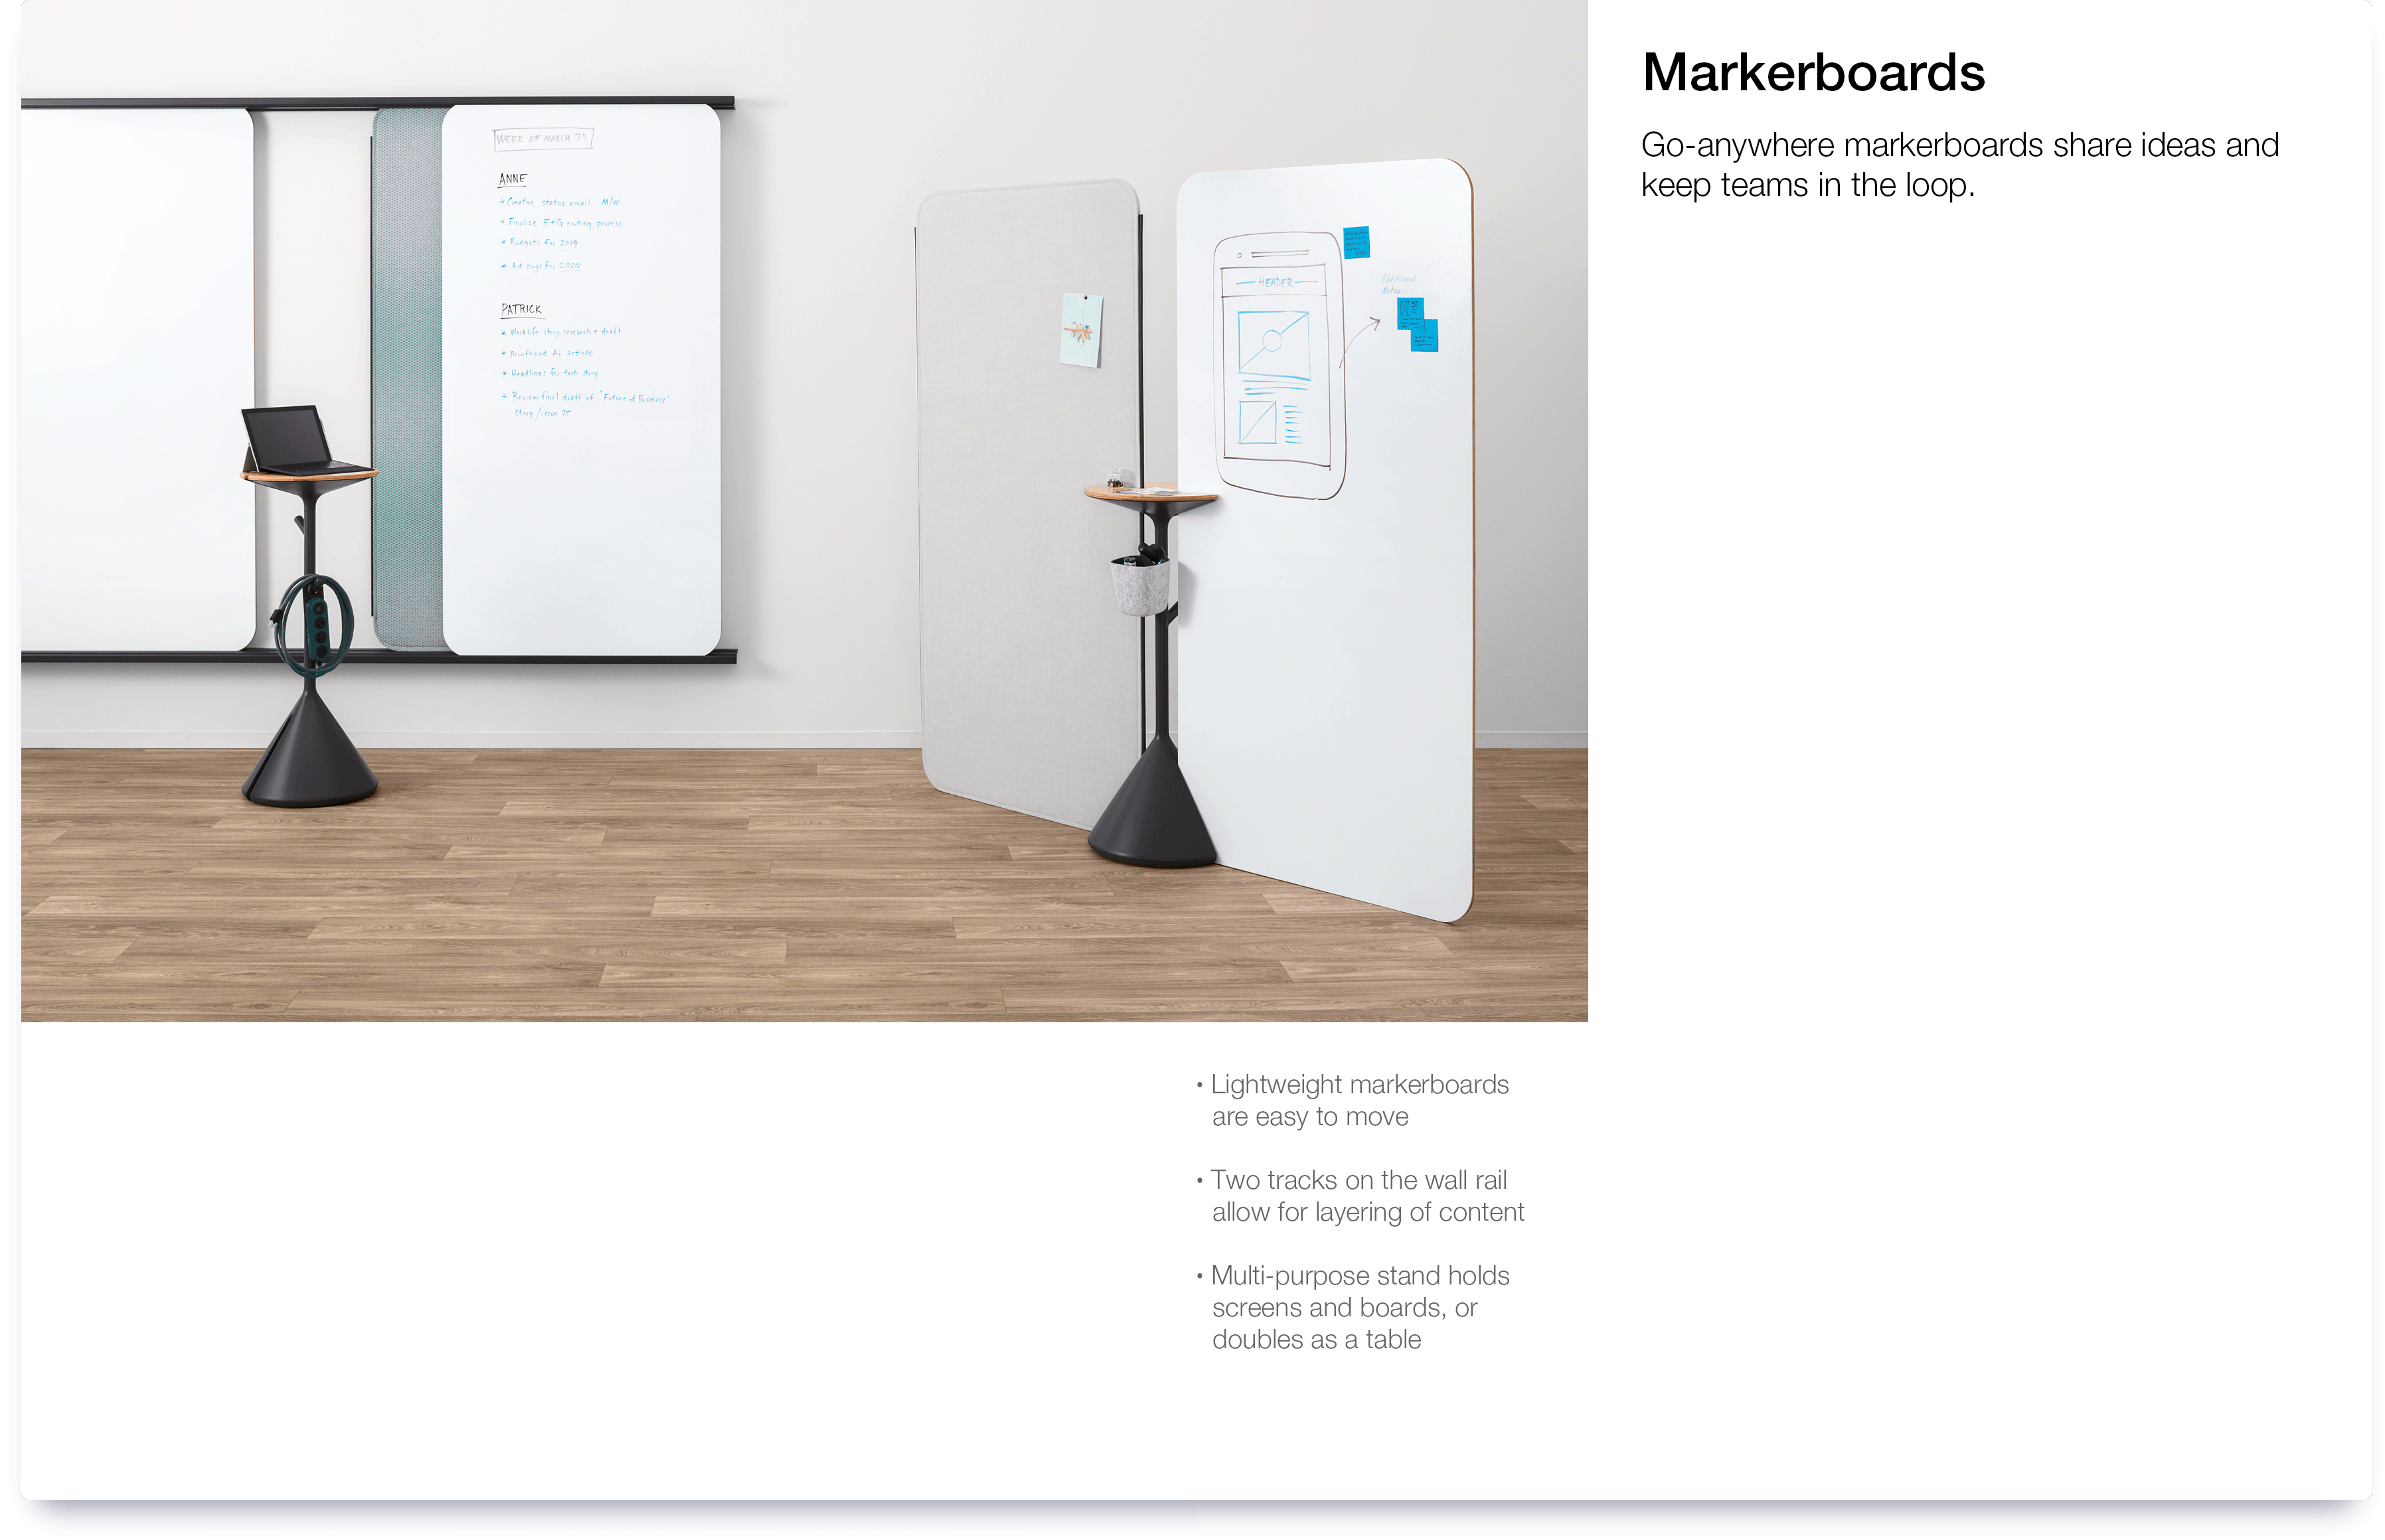 Markerboards
Go-anywhere markerboards share ideas and
keep teams in the loop.
WEEK OF MARCH 7th
ANNE
* Creative status email M/W
* Finalize E+G routing process
* Budgets for 2019
* Ad buys for 2020
PATRICK
* WorkLife story research + draft
* Proofread AI article
* Headlines for tech story
* Review final draft of "Future of Business"
story / issue 75
HEADER
Additional
Notes
• Lightweight markerboards
are easy to move
• Two tracks on the wall rail
allow for layering of content
• Multi-purpose stand holds
screens and boards, or
doubles as a table